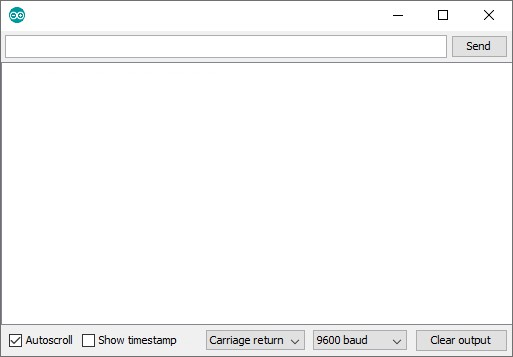 Send
Autoscroll Show timestamp Carriage return 9600 baud Clear output